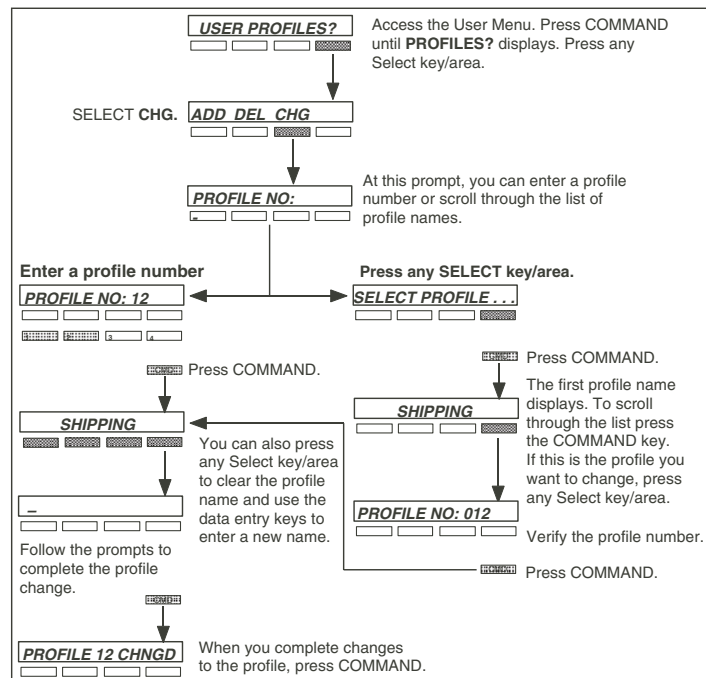 USER PROFILES?
Access the User Menu. Press COMMAND
until PROFILES? displays. Press any
Select key/area.
SELECT CHG.
ADD DEL CHG
PROFILE NO:
-
At this prompt, you can enter a profile
number or scroll through the list of
profile names.
Enter a profile number
PROFILE NO: 12
3 4
Press any SELECT key/area.
SELECT PROFILE . . .
CMD Press COMMAND.
SHIPPING
You can also press
any Select key/area
to clear the profile
name and use the
data entry keys to
enter a new name.
CMD Press COMMAND.
The first profile name
displays. To scroll
through the list press
the COMMAND key.
If this is the profile you
want to change, press
any Select key/area.
SHIPPING
PROFILE NO: 012
Verify the profile number.
CMD Press COMMAND.
_
Follow the prompts to
complete the profile
change.
CMD
PROFILE 12 CHNGD
When you complete changes
to the profile, press COMMAND.